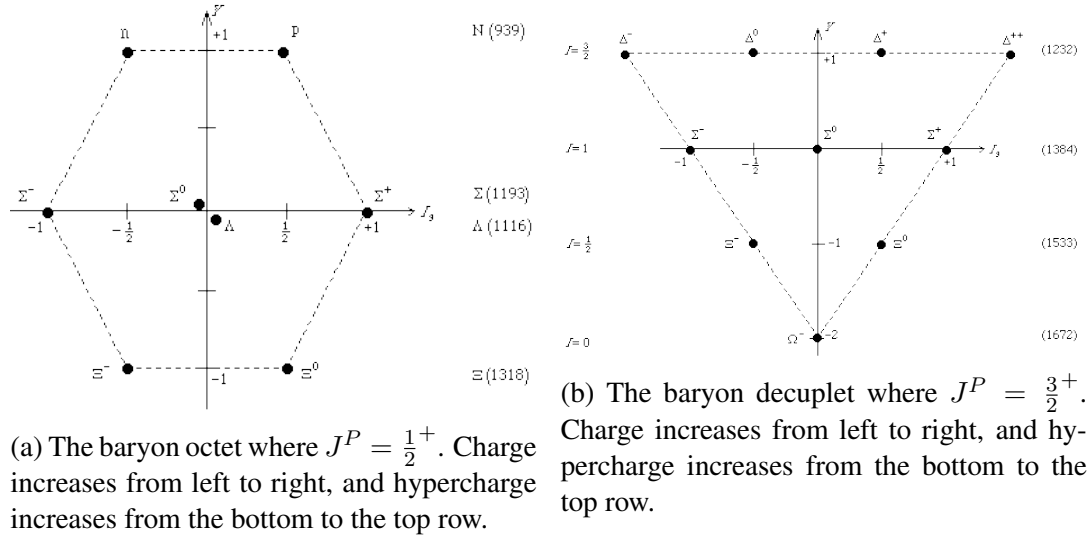 Y
n
p
N (939)
+1
Σ⁻
Σ⁰
Σ⁺
Σ (1193)
Λ
Λ (1116)
-1
-1/2
1/2
+1
I₃
Ξ⁻
-1
Ξ⁰
Ξ (1318)
(a) The baryon octet where J^P = 1/2⁺. Charge
increases from left to right, and hypercharge
increases from the bottom to the top row.
Y
I = 3/2
Δ⁻
Δ⁰
Δ⁺
Δ⁺⁺
(1232)
+1
I = 1
Σ⁻
Σ⁰
Σ⁺
(1384)
-1
-1/2
1/2
+1
I₃
I = 1/2
Ξ⁻
-1
Ξ⁰
(1533)
I = 0
Ω⁻
-2
(1672)
(b) The baryon decuplet where J^P = 3/2⁺.
Charge increases from left to right, and hy-
percharge increases from the bottom to the
top row.